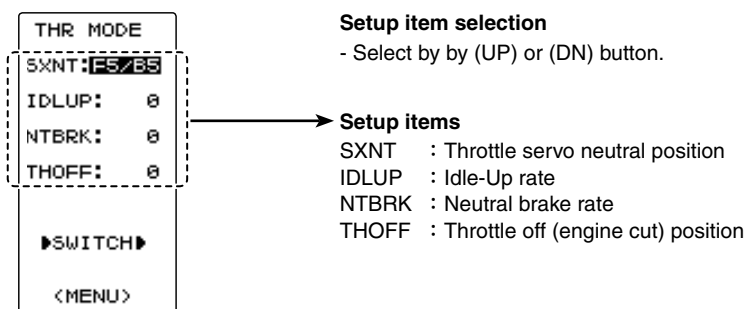 THR MODE
SXNT:F5/B5
IDLUP: 0
NTBRK: 0
THOFF: 0
▶SWITCH▶
<MENU>
Setup item selection
- Select by by (UP) or (DN) button.
Setup items
SXNT : Throttle servo neutral position
IDLUP : Idle-Up rate
NTBRK : Neutral brake rate
THOFF : Throttle off (engine cut) position